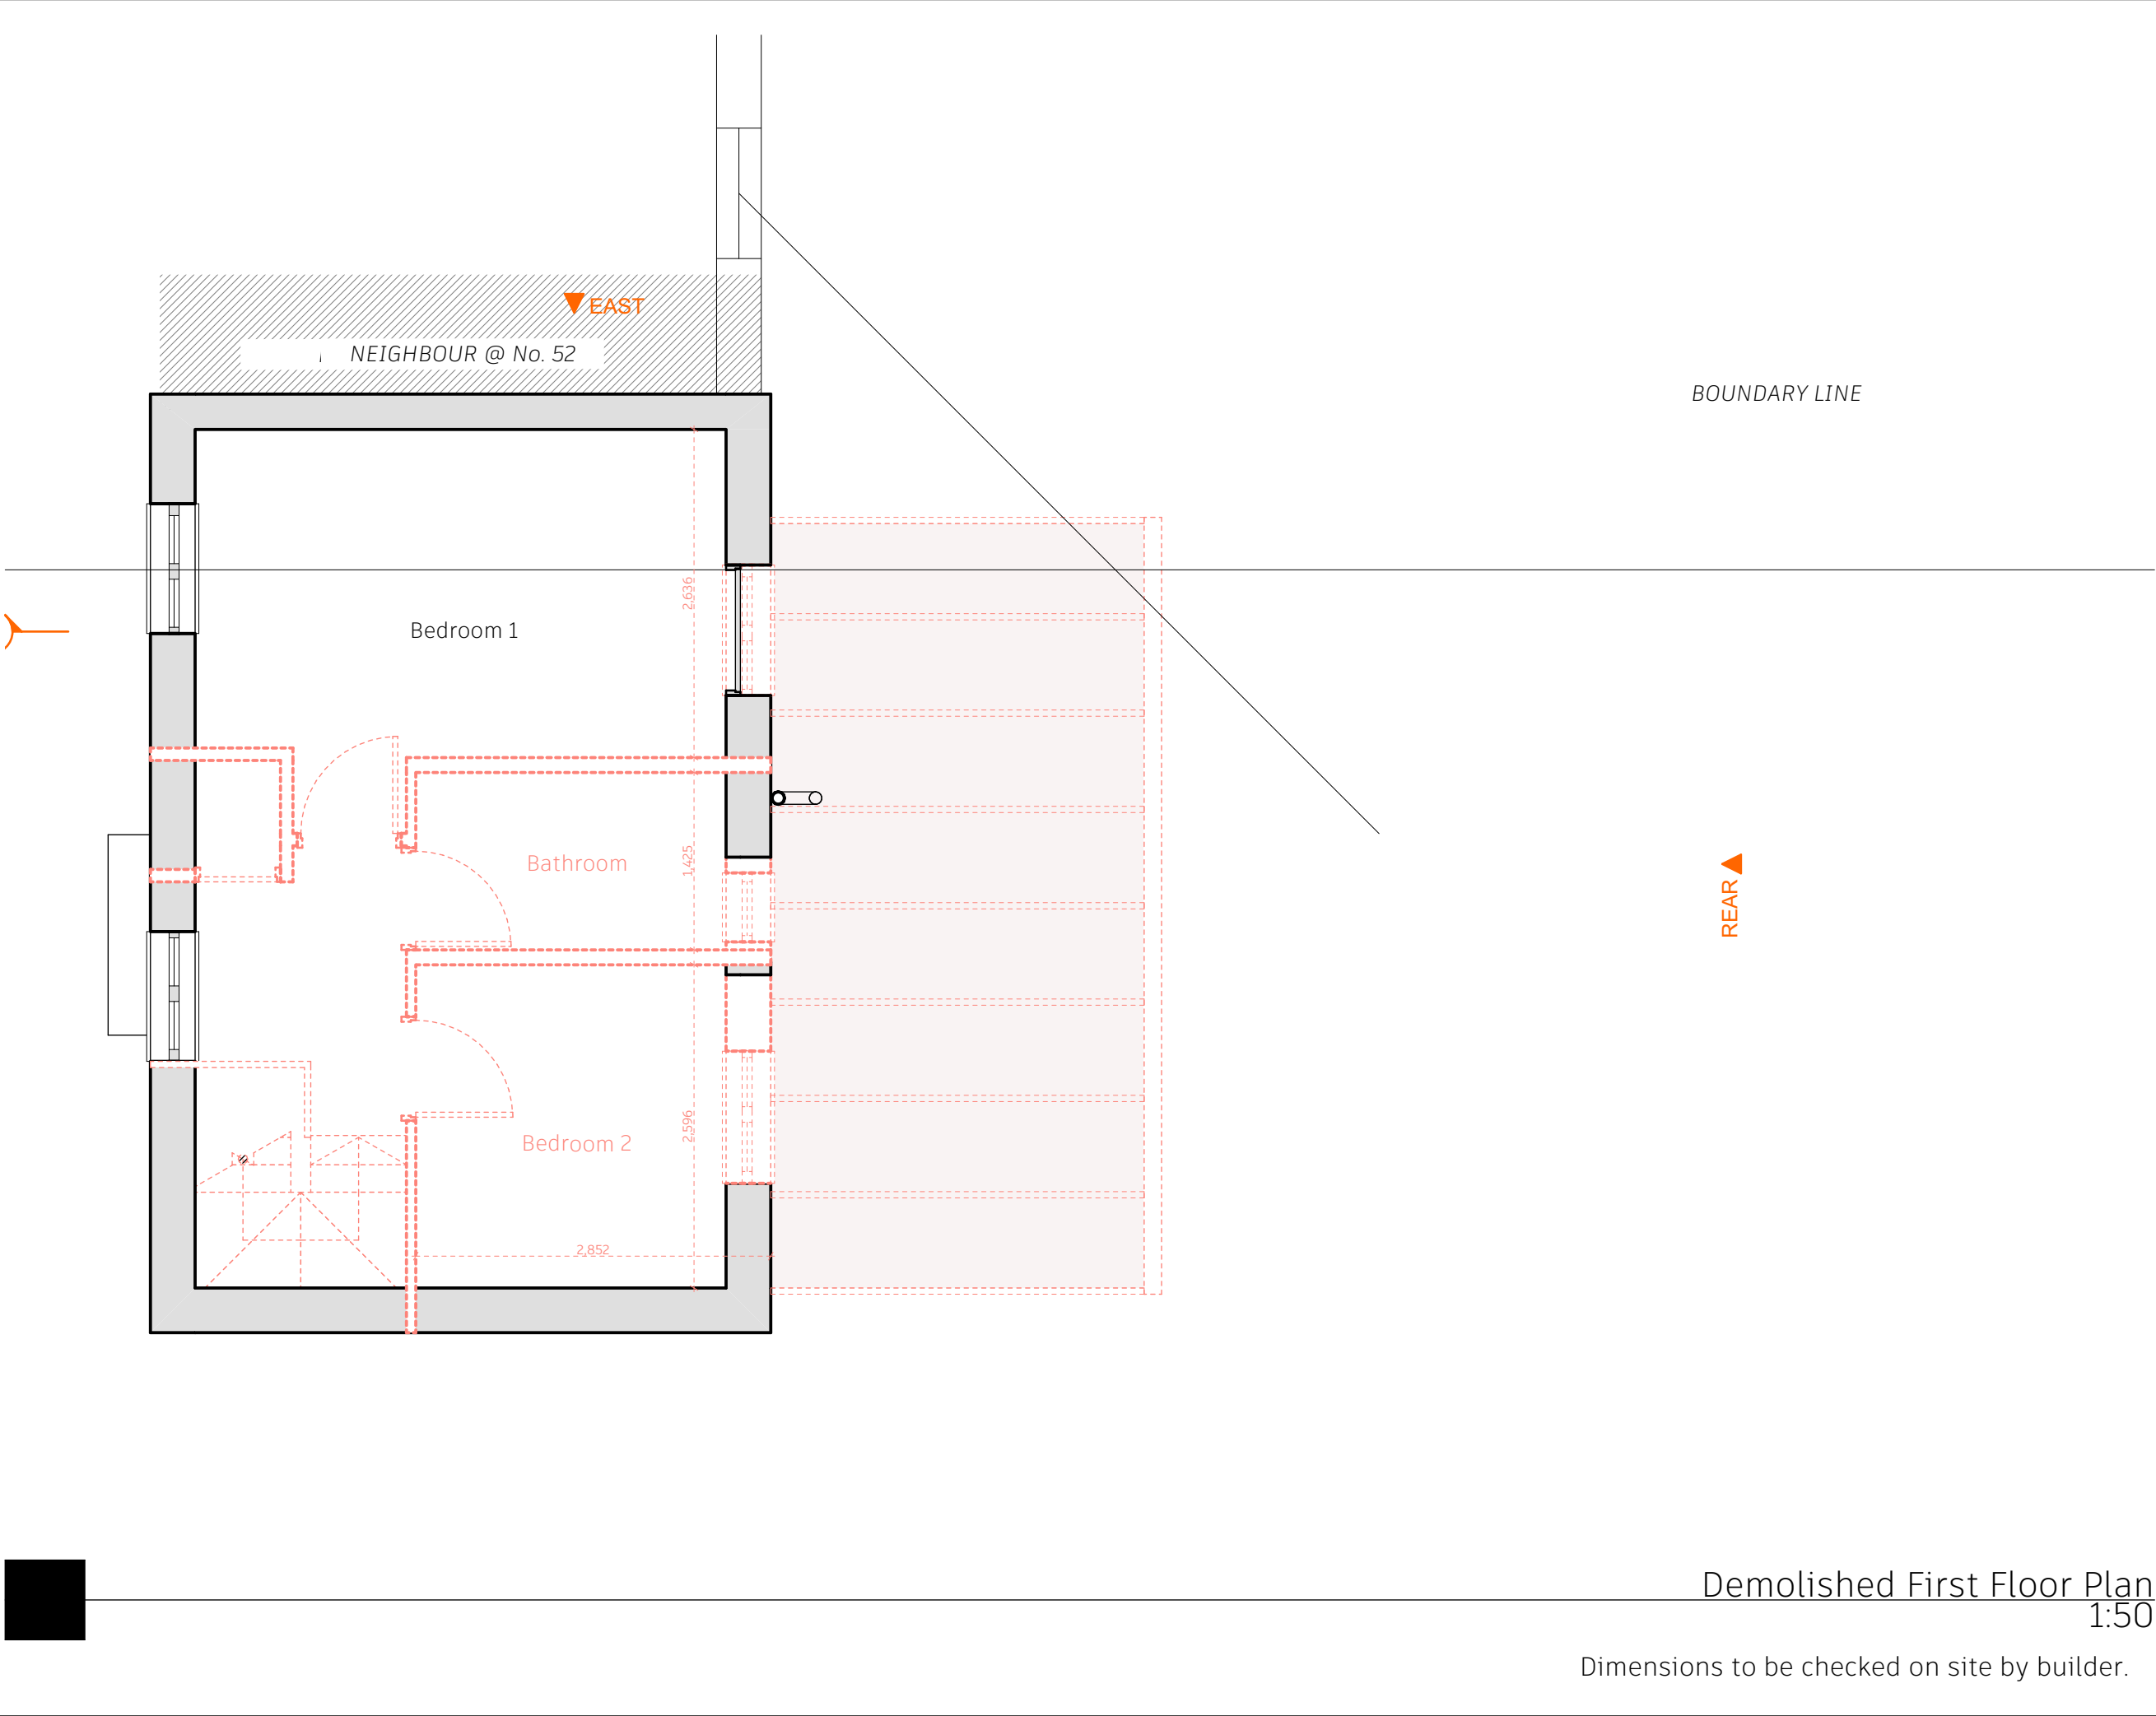 EAST
NEIGHBOUR @ No. 52
BOUNDARY LINE
2,636
Bedroom 1
Bathroom
1,425
REAR
Bedroom 2
2,596
2,852
Demolished First Floor Plan
1:50
Dimensions to be checked on site by builder.